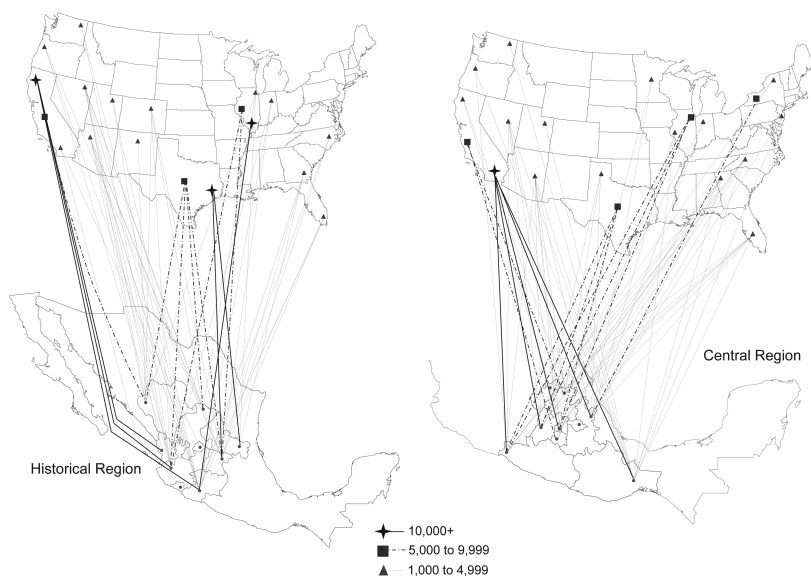 Central Region
Historical Region
10,000+
5,000 to 9,999
1,000 to 4,999